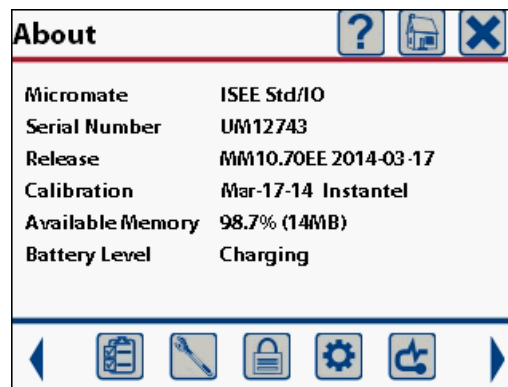 About ?
Micromate ISEE Std/IO
Serial Number UM12743
Release MM10.70EE 2014-03-17
Calibration Mar-17-14 Instantel
Available Memory 98.7% (14MB)
Battery Level Charging